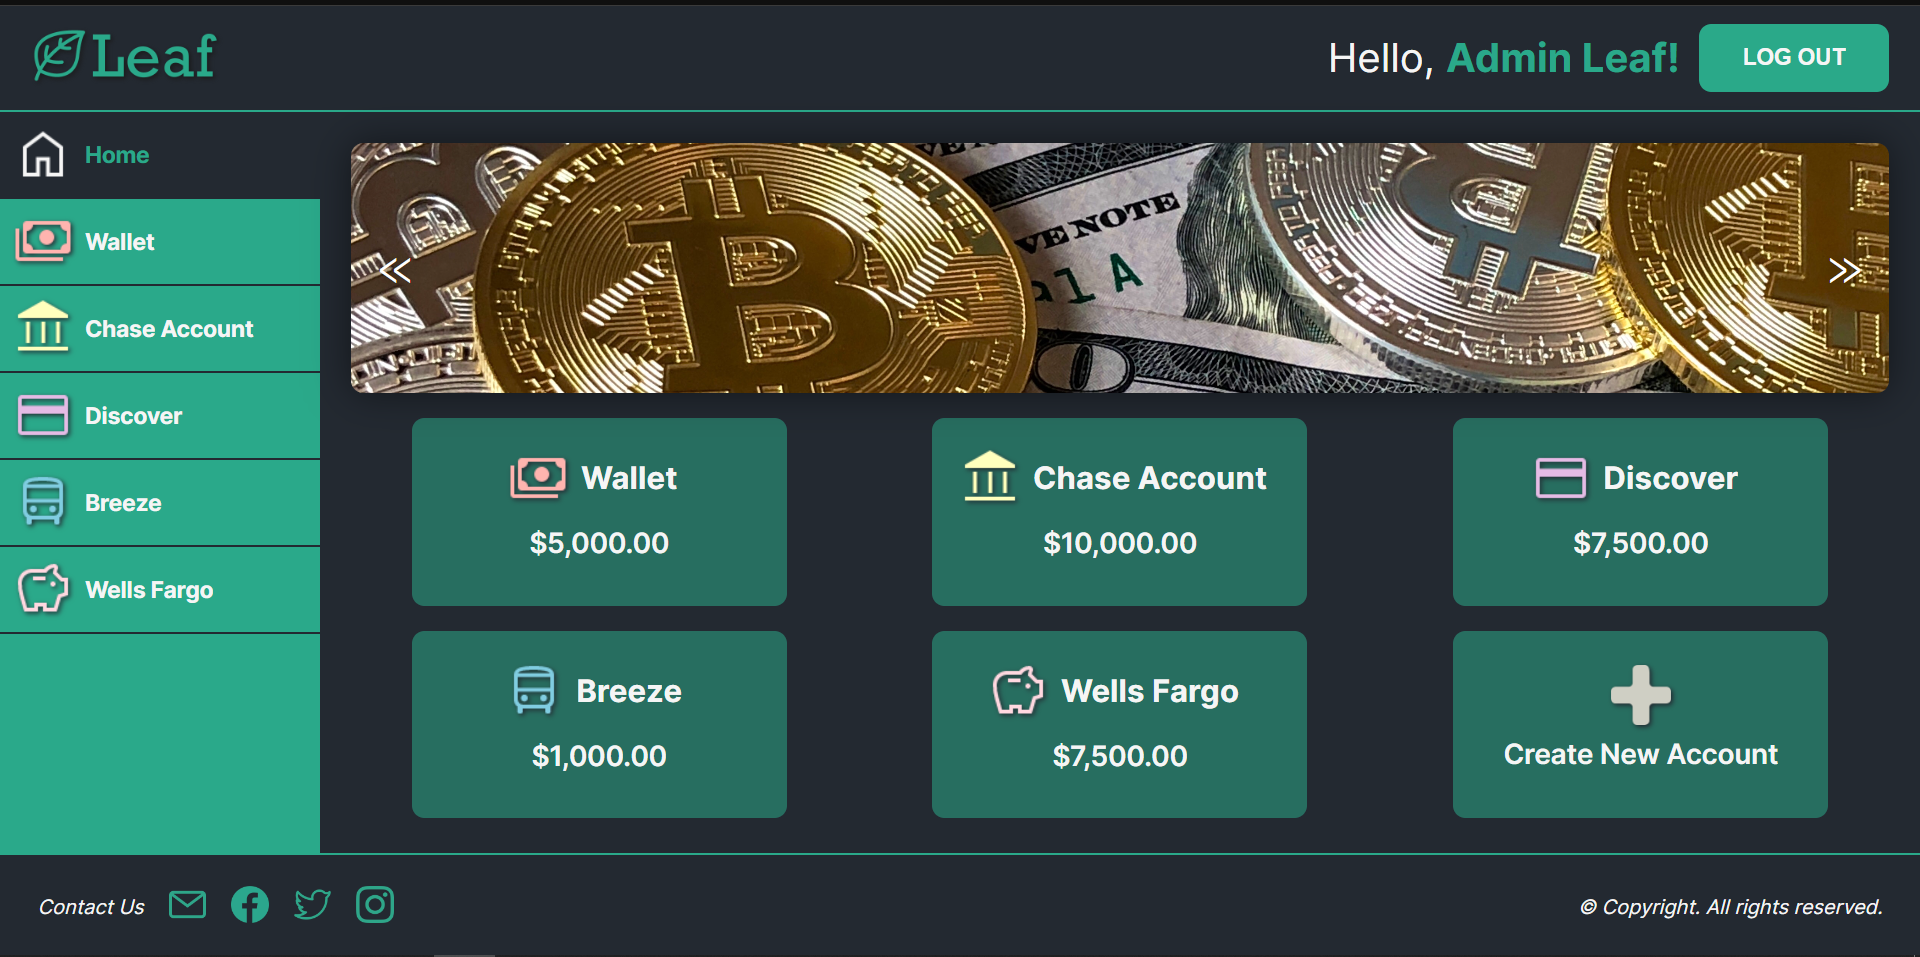 Leaf
Hello, Admin Leaf!
LOG OUT
Home
Wallet
Chase Account
Discover
Breeze
Wells Fargo
VE NOTE
A
Wallet
$5,000.00
Chase Account
$10,000.00
Discover
$7,500.00
Breeze
$1,000.00
Wells Fargo
$7,500.00
Create New Account
Contact Us
© Copyright. All rights reserved.